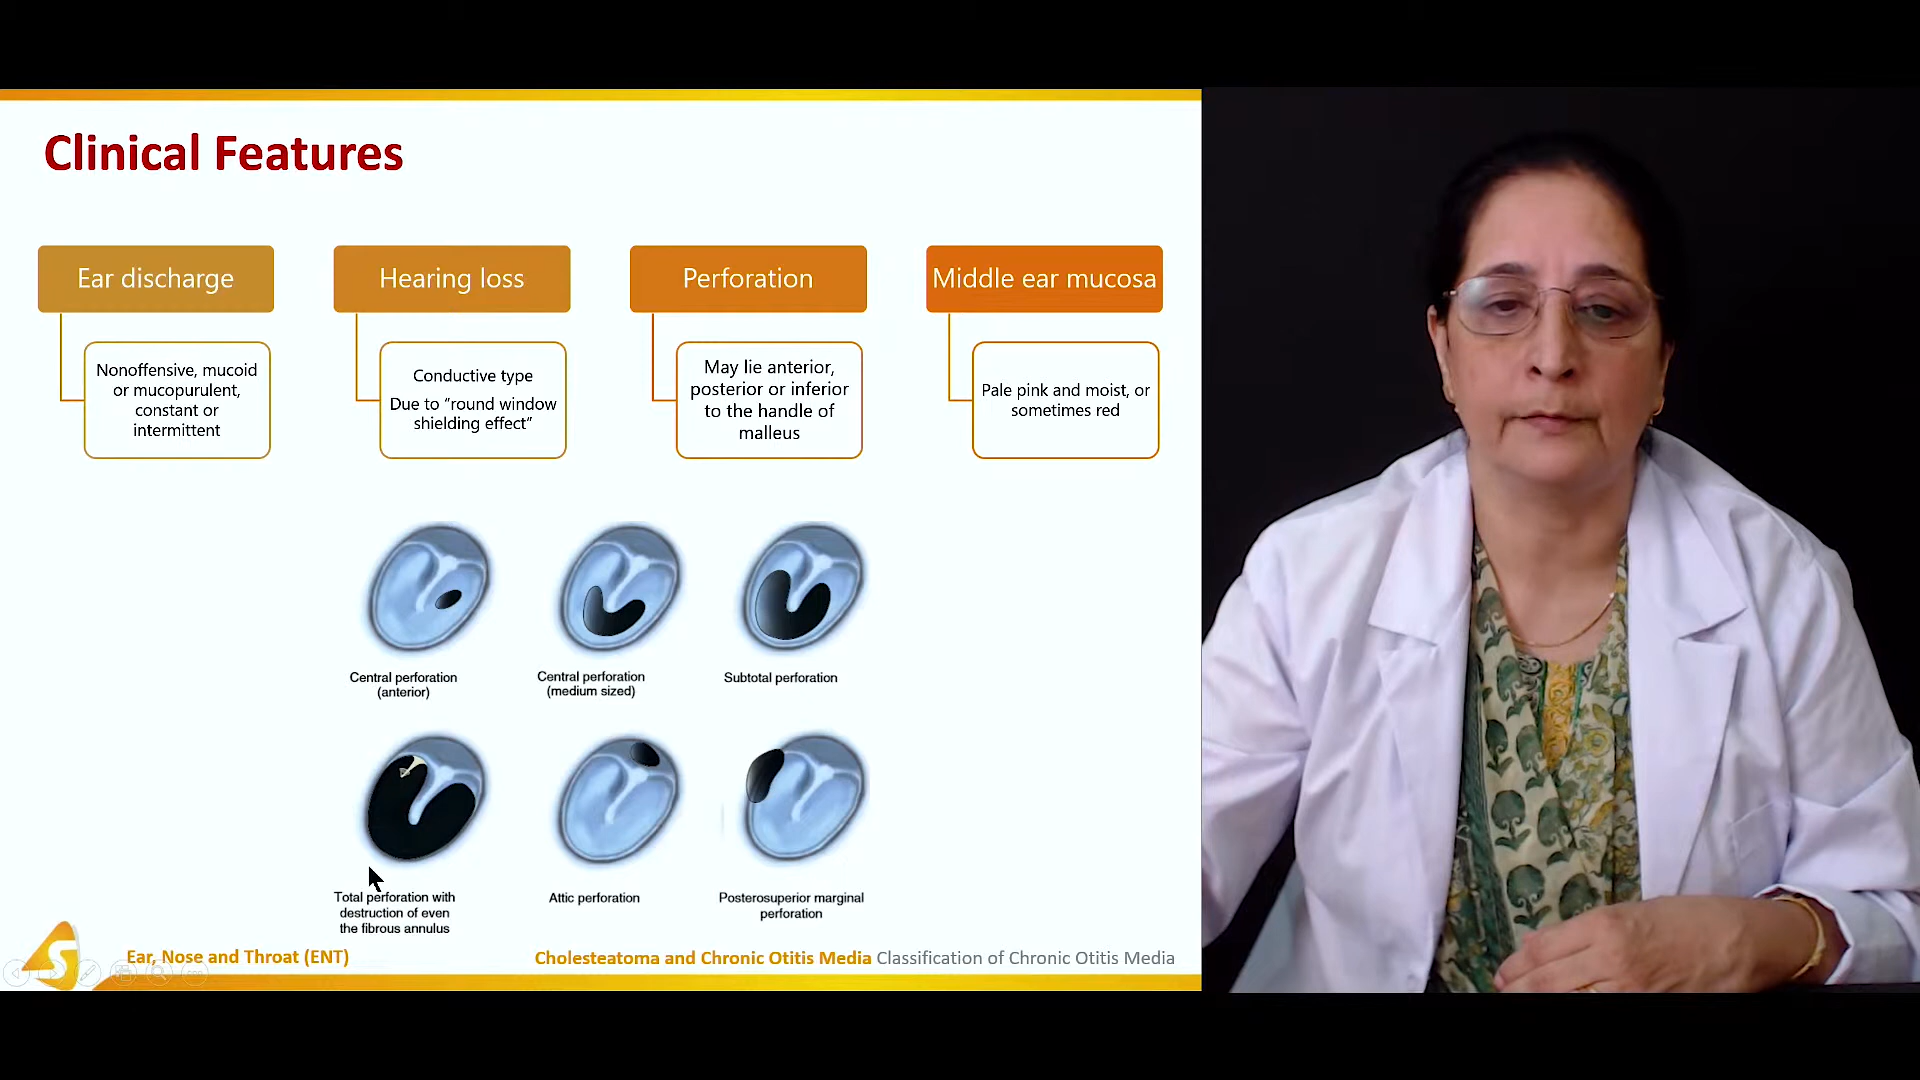 Clinical Features
Ear discharge
Nonoffensive, mucoid
or mucopurulent,
constant or
intermittent
Hearing loss
Conductive type
Due to “round window
shielding effect”
Perforation
May lie anterior,
posterior or inferior
to the handle of
malleus
Middle ear mucosa
Pale pink and moist, or
sometimes red
Central perforation
(anterior)
Central perforation
(medium sized)
Subtotal perforation
Total perforation with
destruction of even
the fibrous annulus
Attic perforation
Posterosuperior marginal
perforation
S
Ear, Nose and Throat (ENT)
Cholesteatoma and Chronic Otitis Media Classification of Chronic Otitis Media